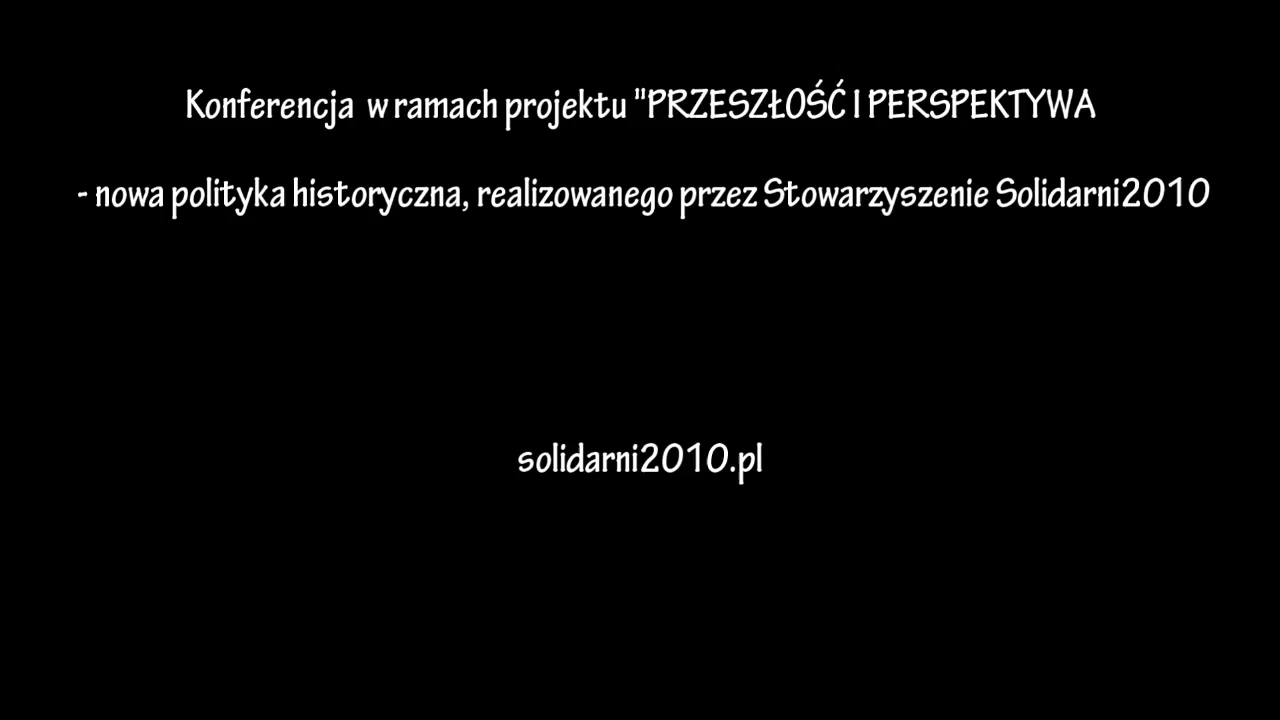 Konferencja w ramach projektu "PRZESZŁOŚĆ I PERSPEKTYWA
- nowa polityka historyczna, realizowanego przez Stowarzyszenie Solidarni2010
solidarni2010.pl